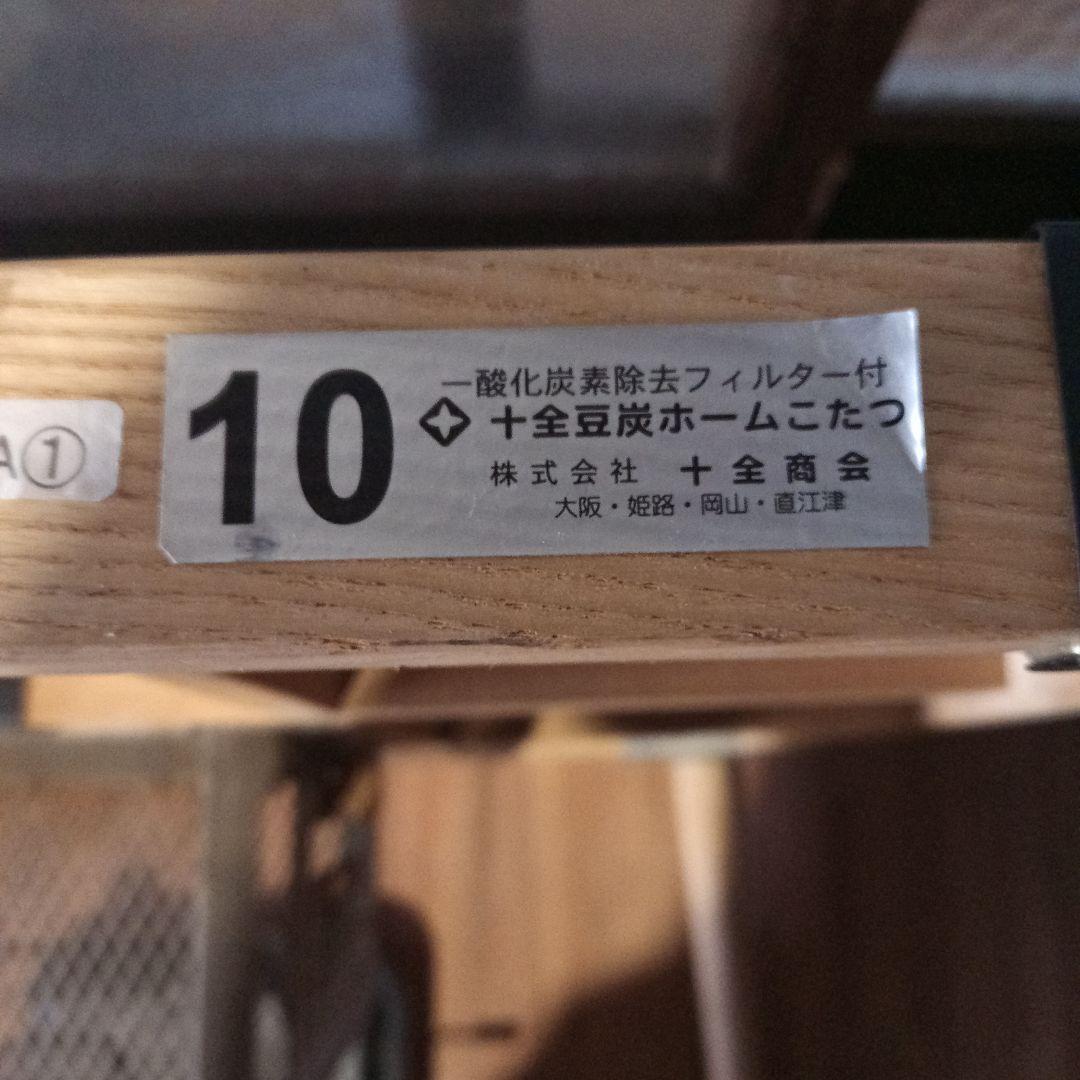 A①
10
一酸化炭素除去フィルター付
十全豆炭ホームこたつ
株式会社 十全商会
大阪・姫路・岡山・直江津